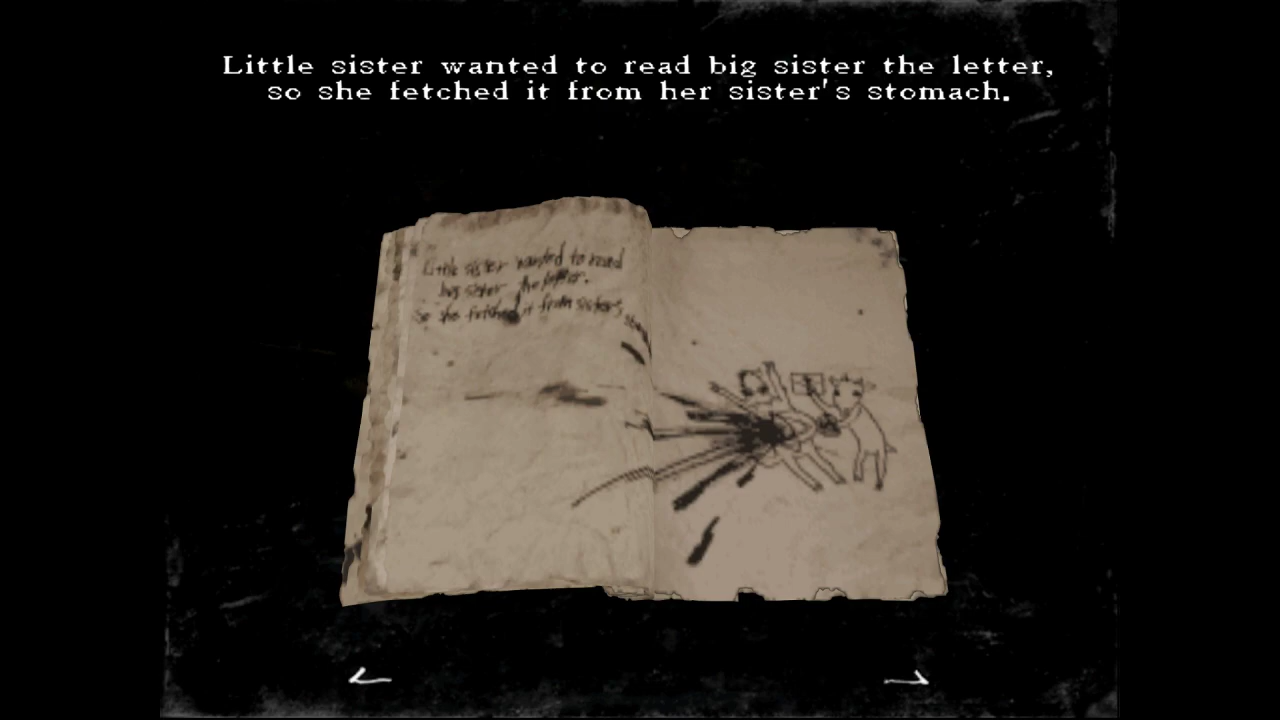 Little sister wanted to read big sister the letter,
so she fetched it from her sister's stomach.
Little sister wanted to read
big sister the letter.
So she fetched it from sister's